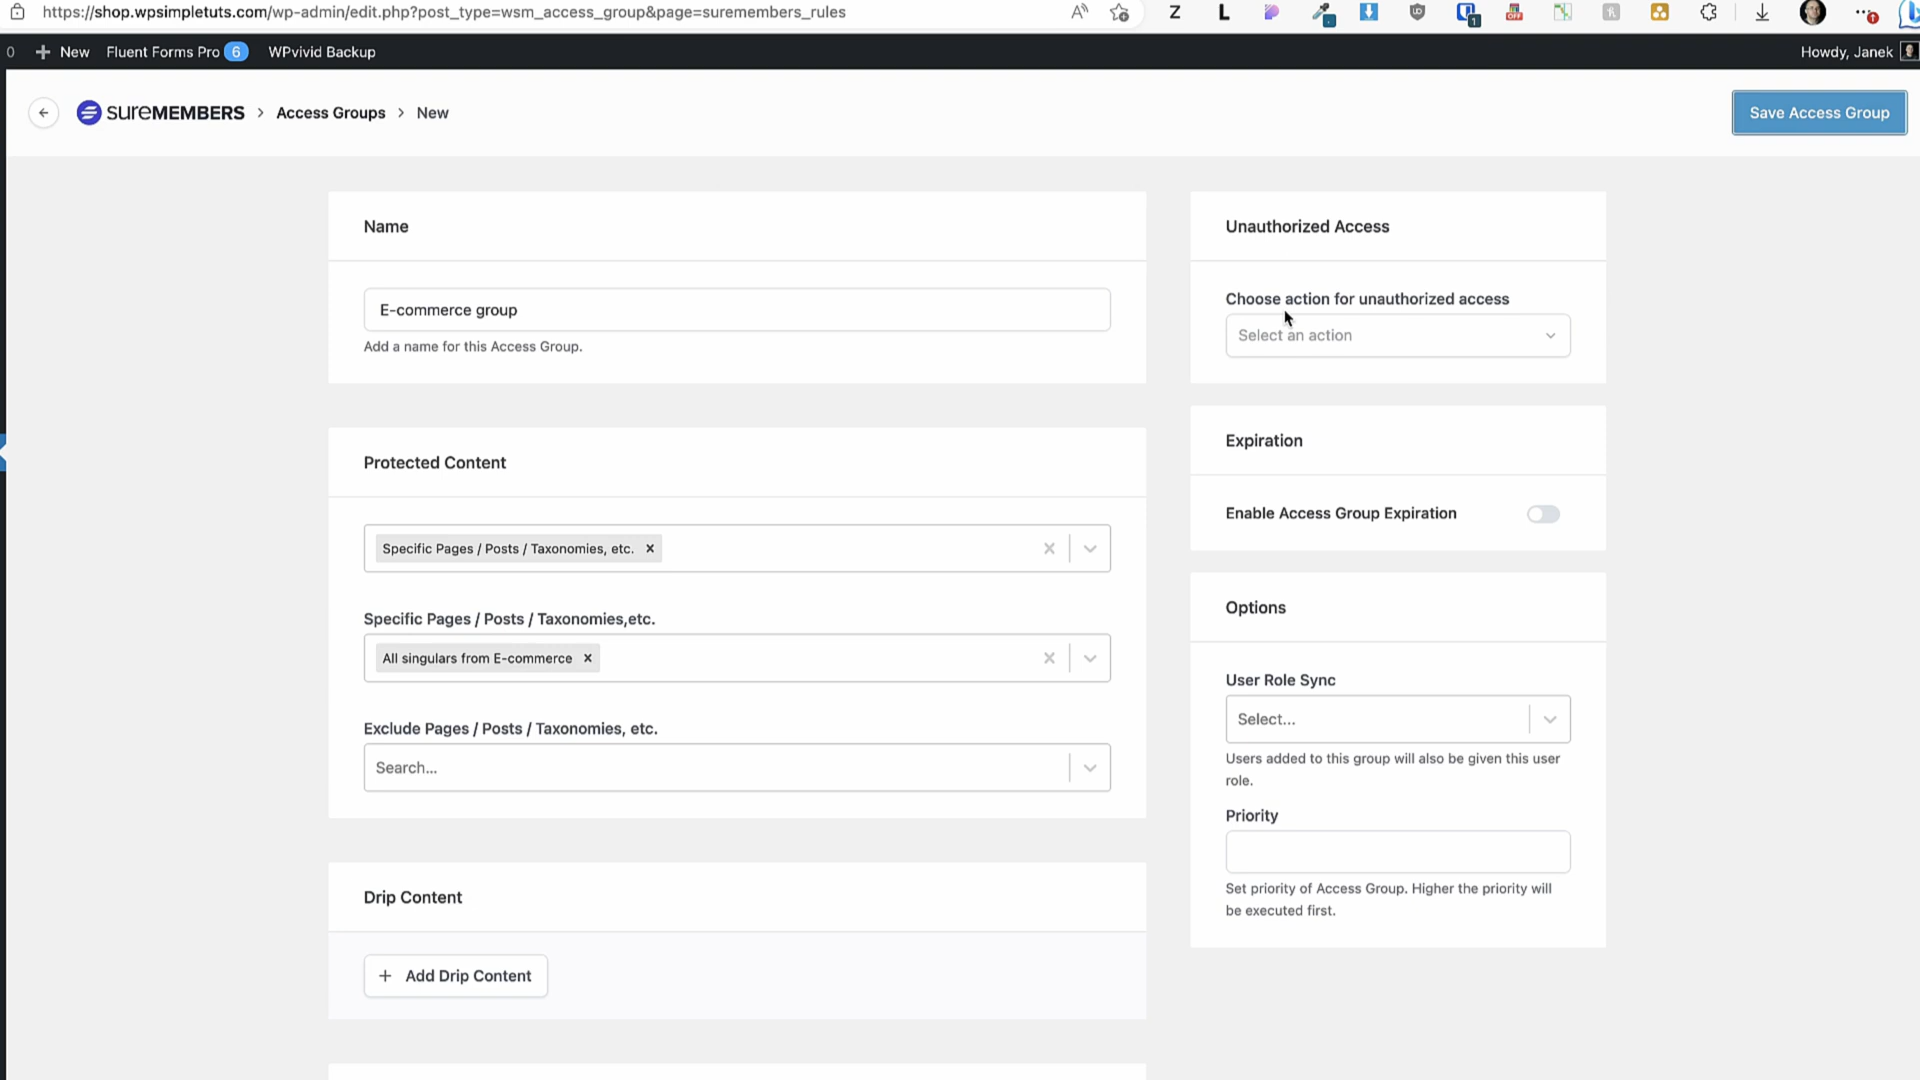 https://shop.wpsimpletuts.com/wp-admin/edit.php?post_type=wsm_access_group&page=suremembers_rules
0 + New Fluent Forms Pro 6 WPvivid Backup Howdy, Janek
sureMEMBERS > Access Groups > New Save Access Group
Name
E-commerce group
Add a name for this Access Group.
Protected Content
Specific Pages / Posts / Taxonomies, etc. ×
Specific Pages / Posts / Taxonomies,etc.
All singulars from E-commerce ×
Exclude Pages / Posts / Taxonomies, etc.
Search...
Drip Content
+ Add Drip Content
Unauthorized Access
Choose action for unauthorized access
Select an action
Expiration
Enable Access Group Expiration
Options
User Role Sync
Select...
Users added to this group will also be given this user
role.
Priority
Set priority of Access Group. Higher the priority will
be executed first.